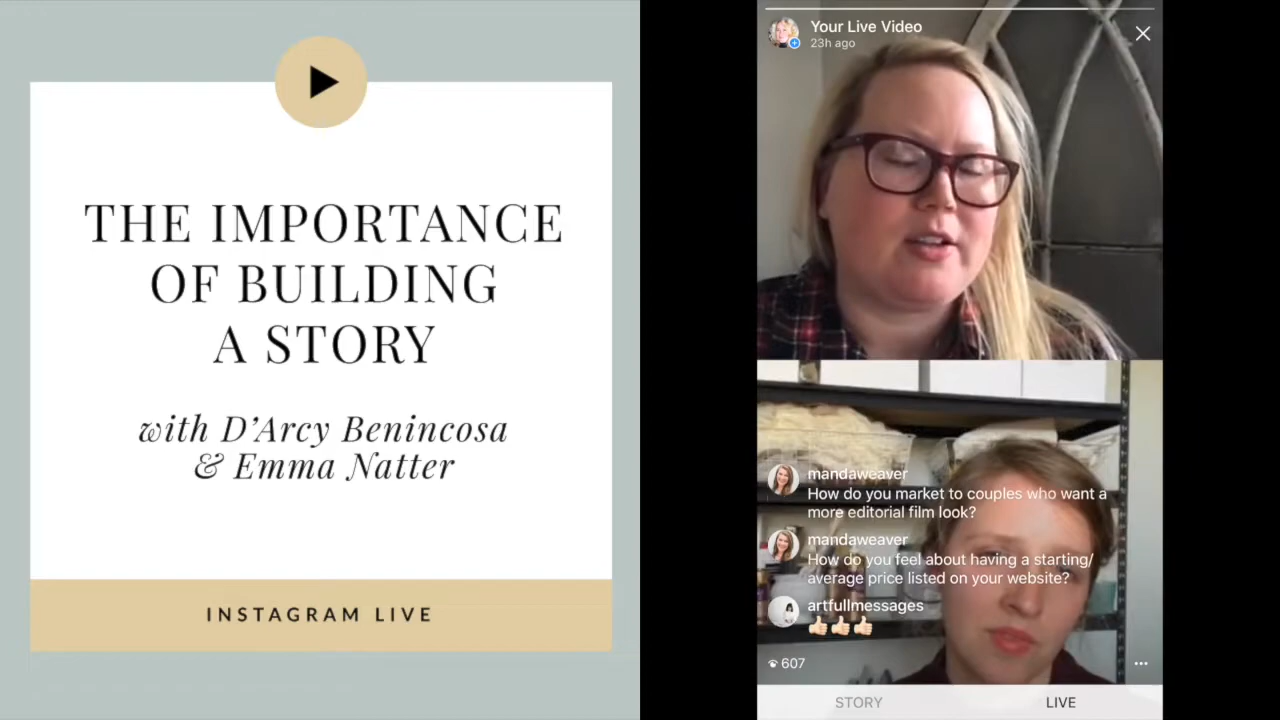 THE IMPORTANCE
OF BUILDING
A STORY
with D'Arcy Benincosa
& Emma Natter
INSTAGRAM LIVE
Your Live Video
23h ago
mandaweaver
How do you market to couples who want a
more editorial film look?
mandaweaver
How do you feel about having a starting/
average price listed on your website?
artfullmessages
👍🏻👍🏻👍🏻
607
STORY
LIVE